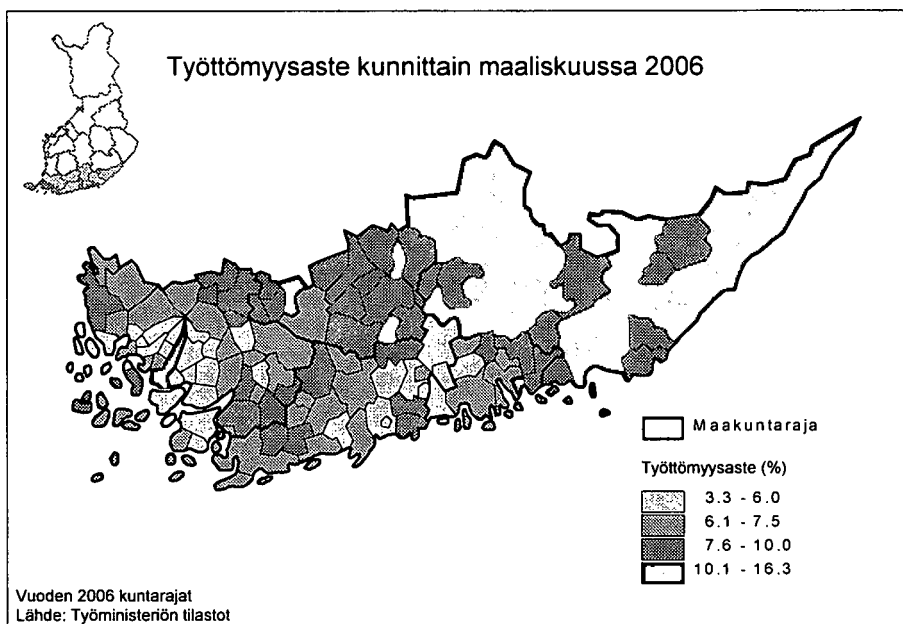 Työttömyysaste kunnittain maaliskuussa 2006
Maakuntaraja
Työttömyysaste (%)
3.3 - 6.0
6.1 - 7.5
7.6 - 10.0
10.1 - 16.3
Vuoden 2006 kuntarajat
Lähde: Työministeriön tilastot